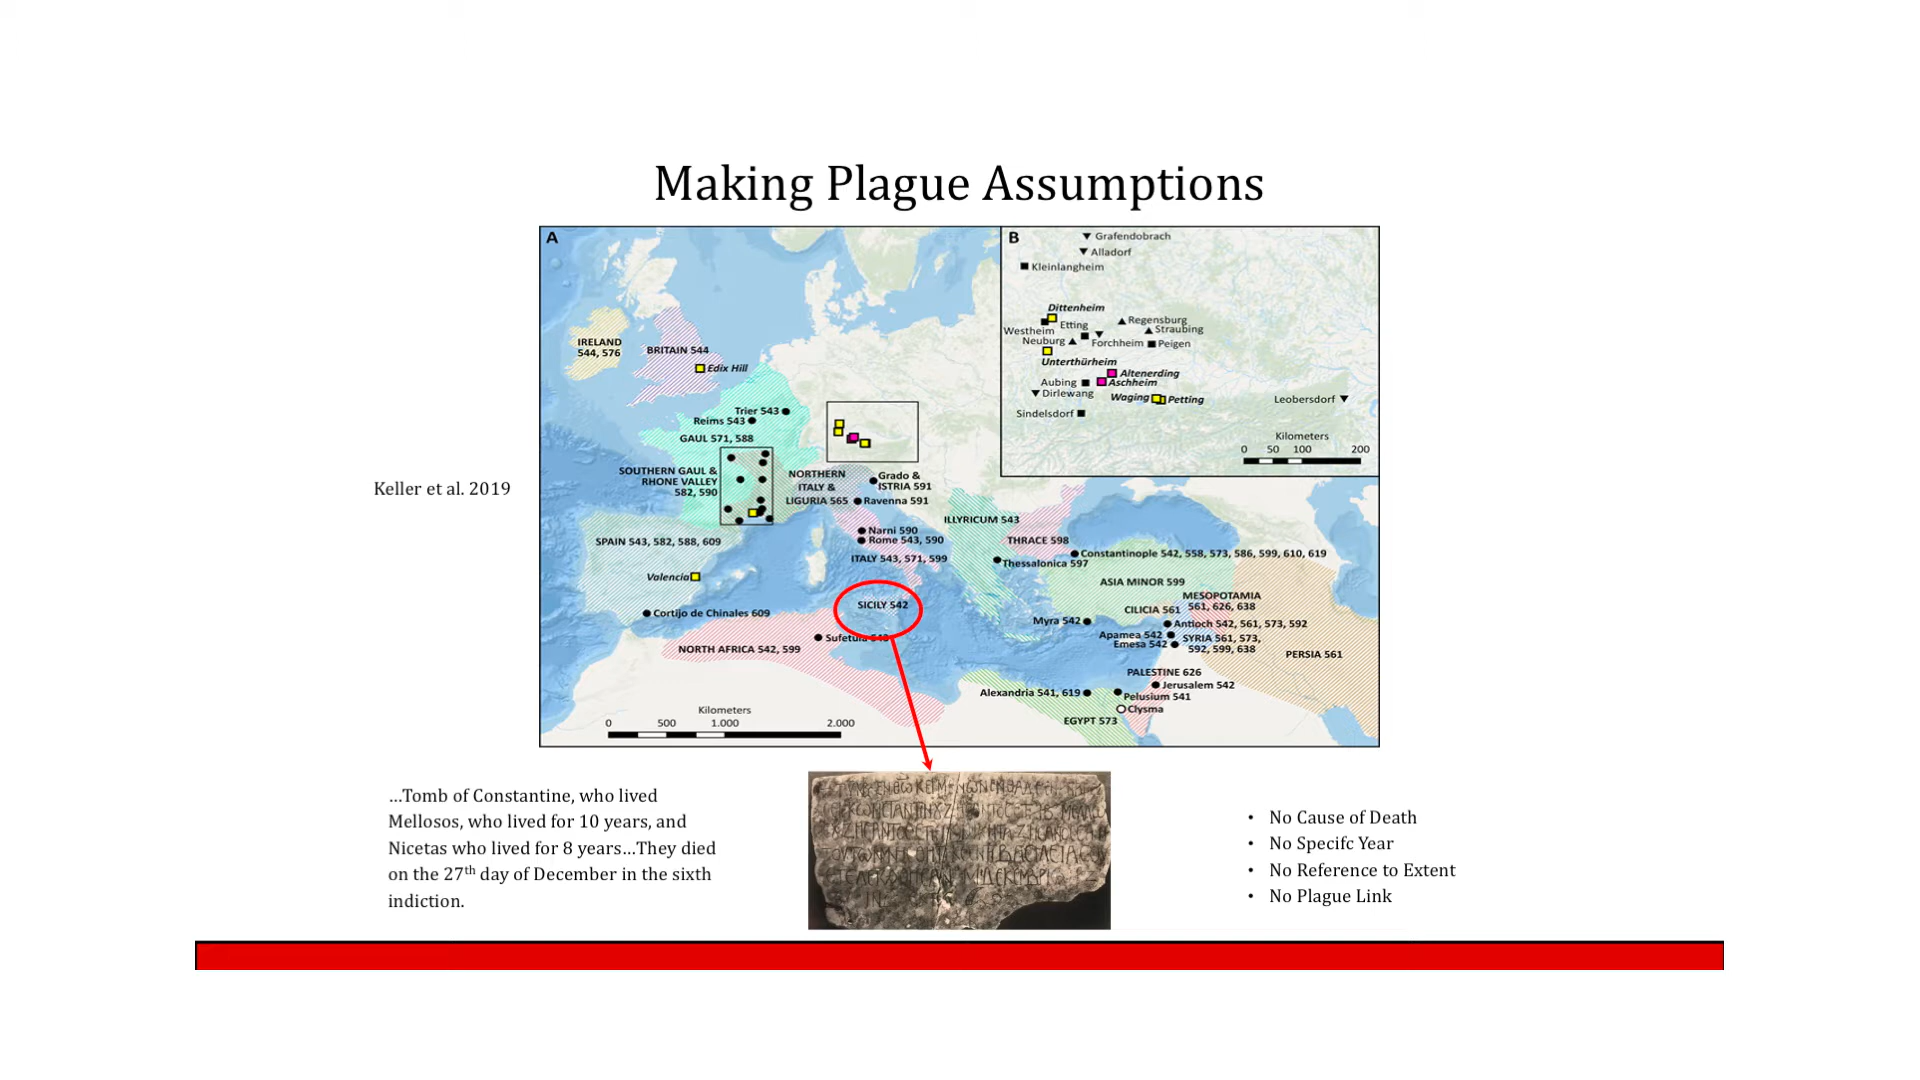 Making Plague Assumptions
A
B
Grafendobrach
Alladorf
Kleinlangheim
Dittenheim
Etting
Westheim
Regensburg
Straubing
Neuburg
Forchheim
Peigen
Unterthürheim
Altenerding
Aubing
Aschheim
Dirlewang
Waging
Petting
Leobersdorf
Sindelsdorf
Kilometers
0 50 100 200
IRELAND
544, 576
BRITAIN 544
Edix Hill
Trier 543
Reims 543
GAUL 571, 588
SOUTHERN GAUL &
RHONE VALLEY
582, 590
NORTHERN
ITALY &
LIGURIA 565
Grado &
ISTRIA 591
Ravenna 591
Keller et al. 2019
ILLYRICUM 543
Narni 590
Rome 543, 590
SPAIN 543, 582, 588, 609
THRACE 598
Constantinople 542, 558, 573, 586, 599, 610, 619
ITALY 543, 571, 599
Thessalonica 597
Valencia
ASIA MINOR 599
MESOPOTAMIA
561, 626, 638
SICILY 542
CILICIA 561
Cortijo de Chinales 609
Myra 542
Antioch 542, 561, 573, 592
Sufetula 543
Apamea 542
Emesa 542
SYRIA 561, 573,
592, 599, 638
NORTH AFRICA 542, 599
PERSIA 561
PALESTINE 626
Jerusalem 542
Alexandria 541, 619
Pelusium 541
Clysma
EGYPT 573
Kilometers
0 500 1.000 2.000
…Tomb of Constantine, who lived
Mellosos, who lived for 10 years, and
Nicetas who lived for 8 years…They died
on the 27th day of December in the sixth
indiction.
• No Cause of Death
• No Specifc Year
• No Reference to Extent
• No Plague Link